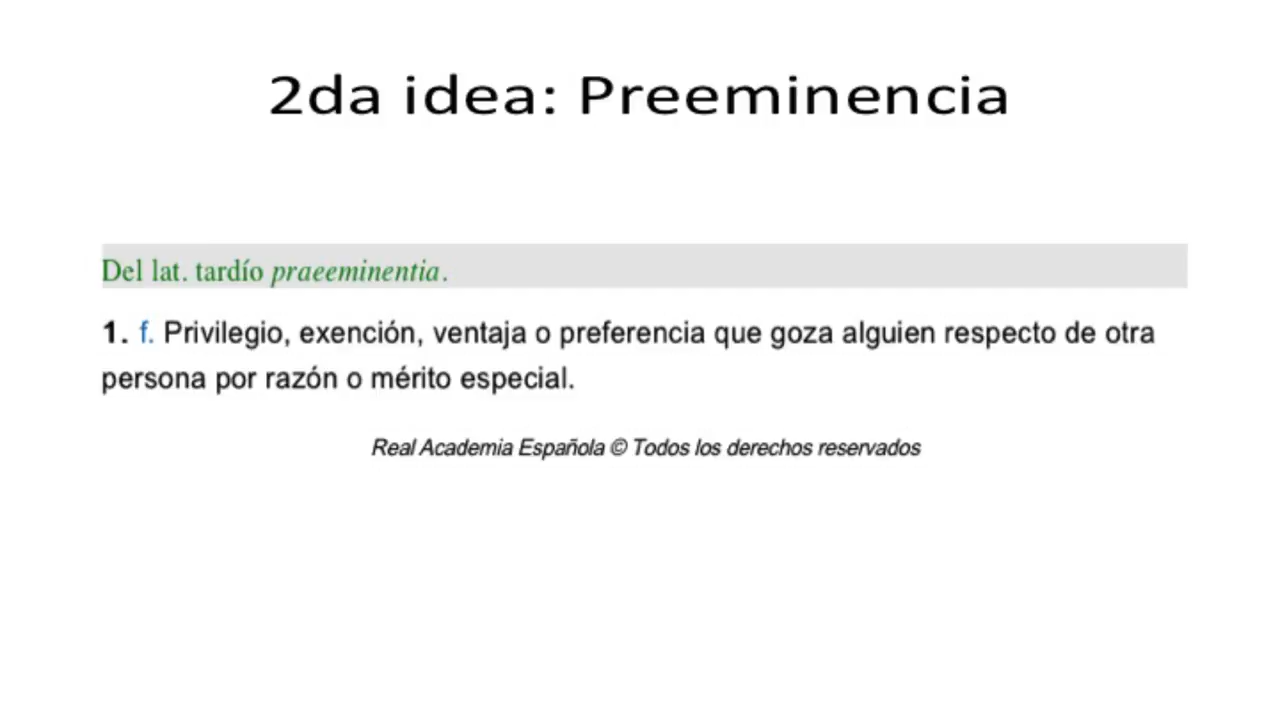 2da idea: Preeminencia
Del lat. tardío praeeminentia.
1. f. Privilegio, exención, ventaja o preferencia que goza alguien respecto de otra
persona por razón o mérito especial.
Real Academia Española © Todos los derechos reservados